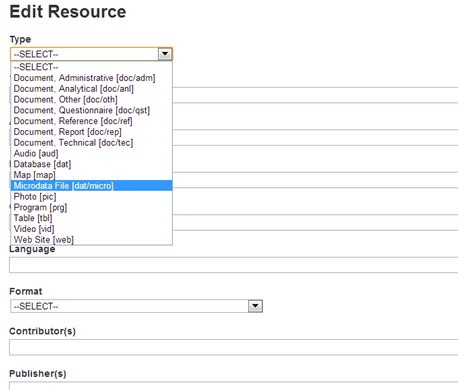 Edit Resource
Type
--SELECT--
--SELECT--
Document, Administrative [doc/adm]
Document, Analytical [doc/anl]
Document, Other [doc/oth]
Document, Questionnaire [doc/qst]
Document, Reference [doc/ref]
Document, Report [doc/rep]
Document, Technical [doc/tec]
Audio [aud]
Database [dat]
Map [map]
Microdata File [dat/micro]
Photo [pic]
Program [prg]
Table [tbl]
Video [vid]
Web Site [web]
Language
Format
--SELECT--
Contributor(s)
Publisher(s)